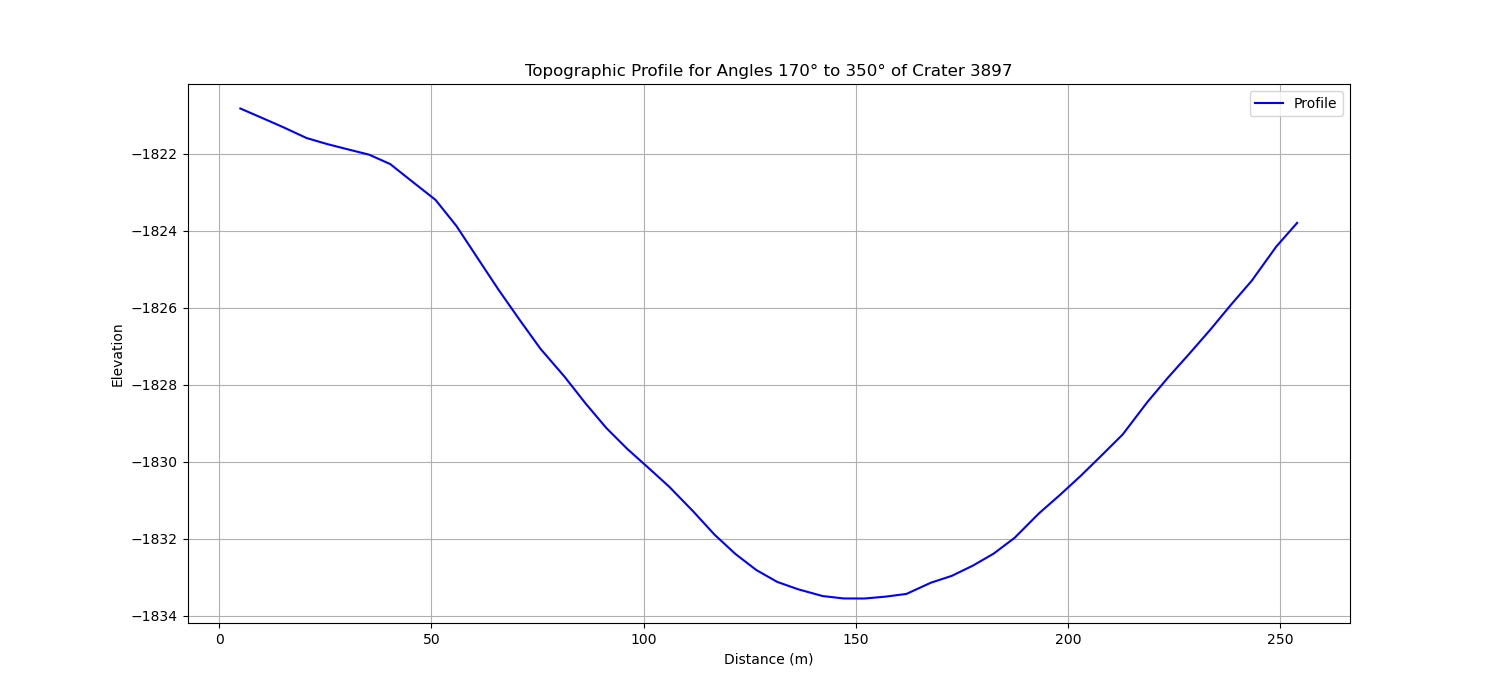 Topographic Profile for Angles 170° to 350° of Crater 3897
Profile
−1822
−1824
−1826
−1828
−1830
−1832
−1834
Elevation
0 50 100 150 200 250
Distance (m)